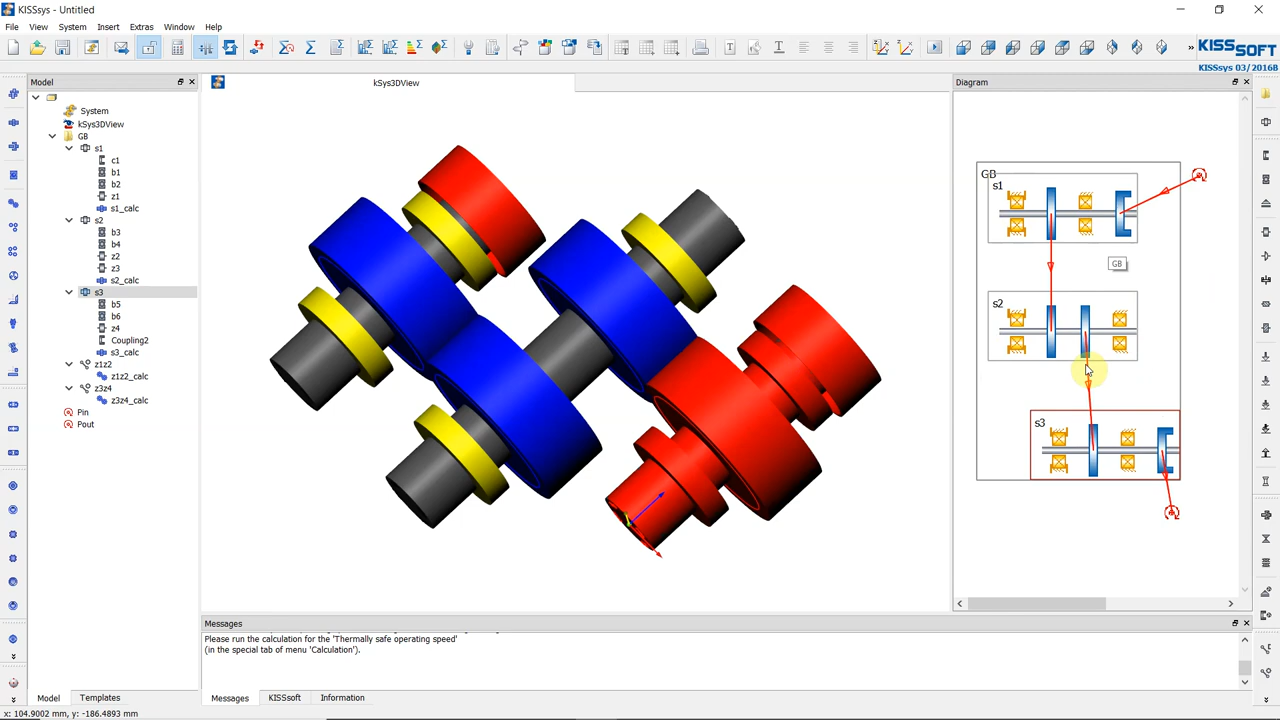 KISSsys - Untitled
File View System Insert Extras Window Help
KISSSOFT
KISSsys 03/2016B
Model
kSys3DView
Diagram
System
kSys3DView
GB
s1
c1
b1
b2
z1
s1_calc
s2
b3
b4
z2
z3
s2_calc
s3
b5
b6
z4
Coupling2
s3_calc
z1z2
z1z2_calc
z3z4
z3z4_calc
Pin
Pout
GB
s1
GB
s2
s3
Messages
Please run the calculation for the 'Thermally safe operating speed'
(in the special tab of menu 'Calculation').
Model Templates
Messages KISSsoft Information
x: 104.9002 mm, y: -186.4893 mm